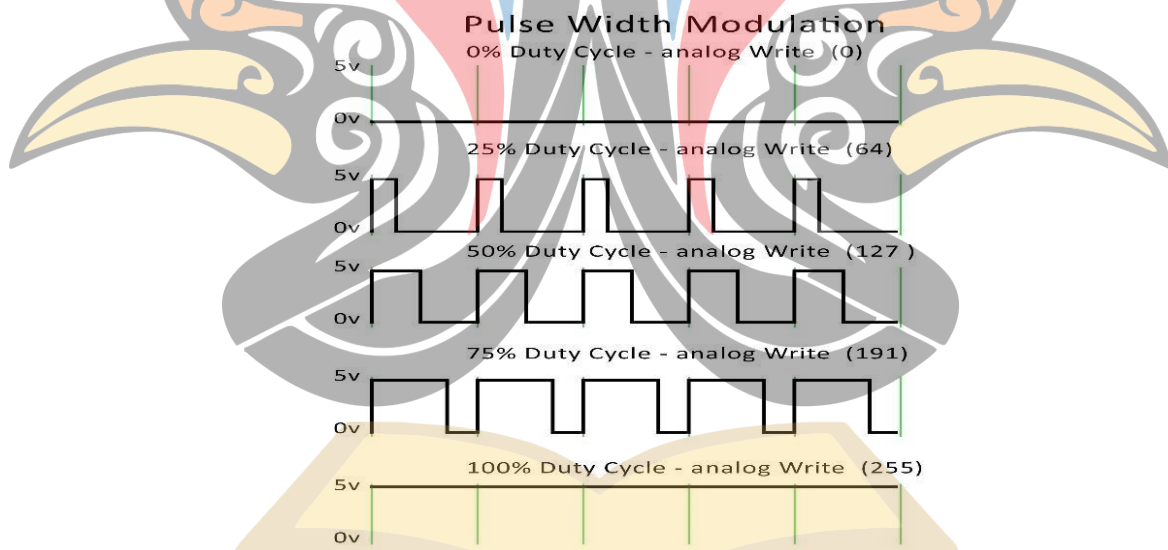 Pulse Width Modulation
0% Duty Cycle - analog Write (0)
5v
0v
25% Duty Cycle - analog Write (64)
5v
0v
50% Duty Cycle - analog Write (127 )
5v
0v
75% Duty Cycle - analog Write (191)
5v
0v
100% Duty Cycle - analog Write (255)
5v
0v